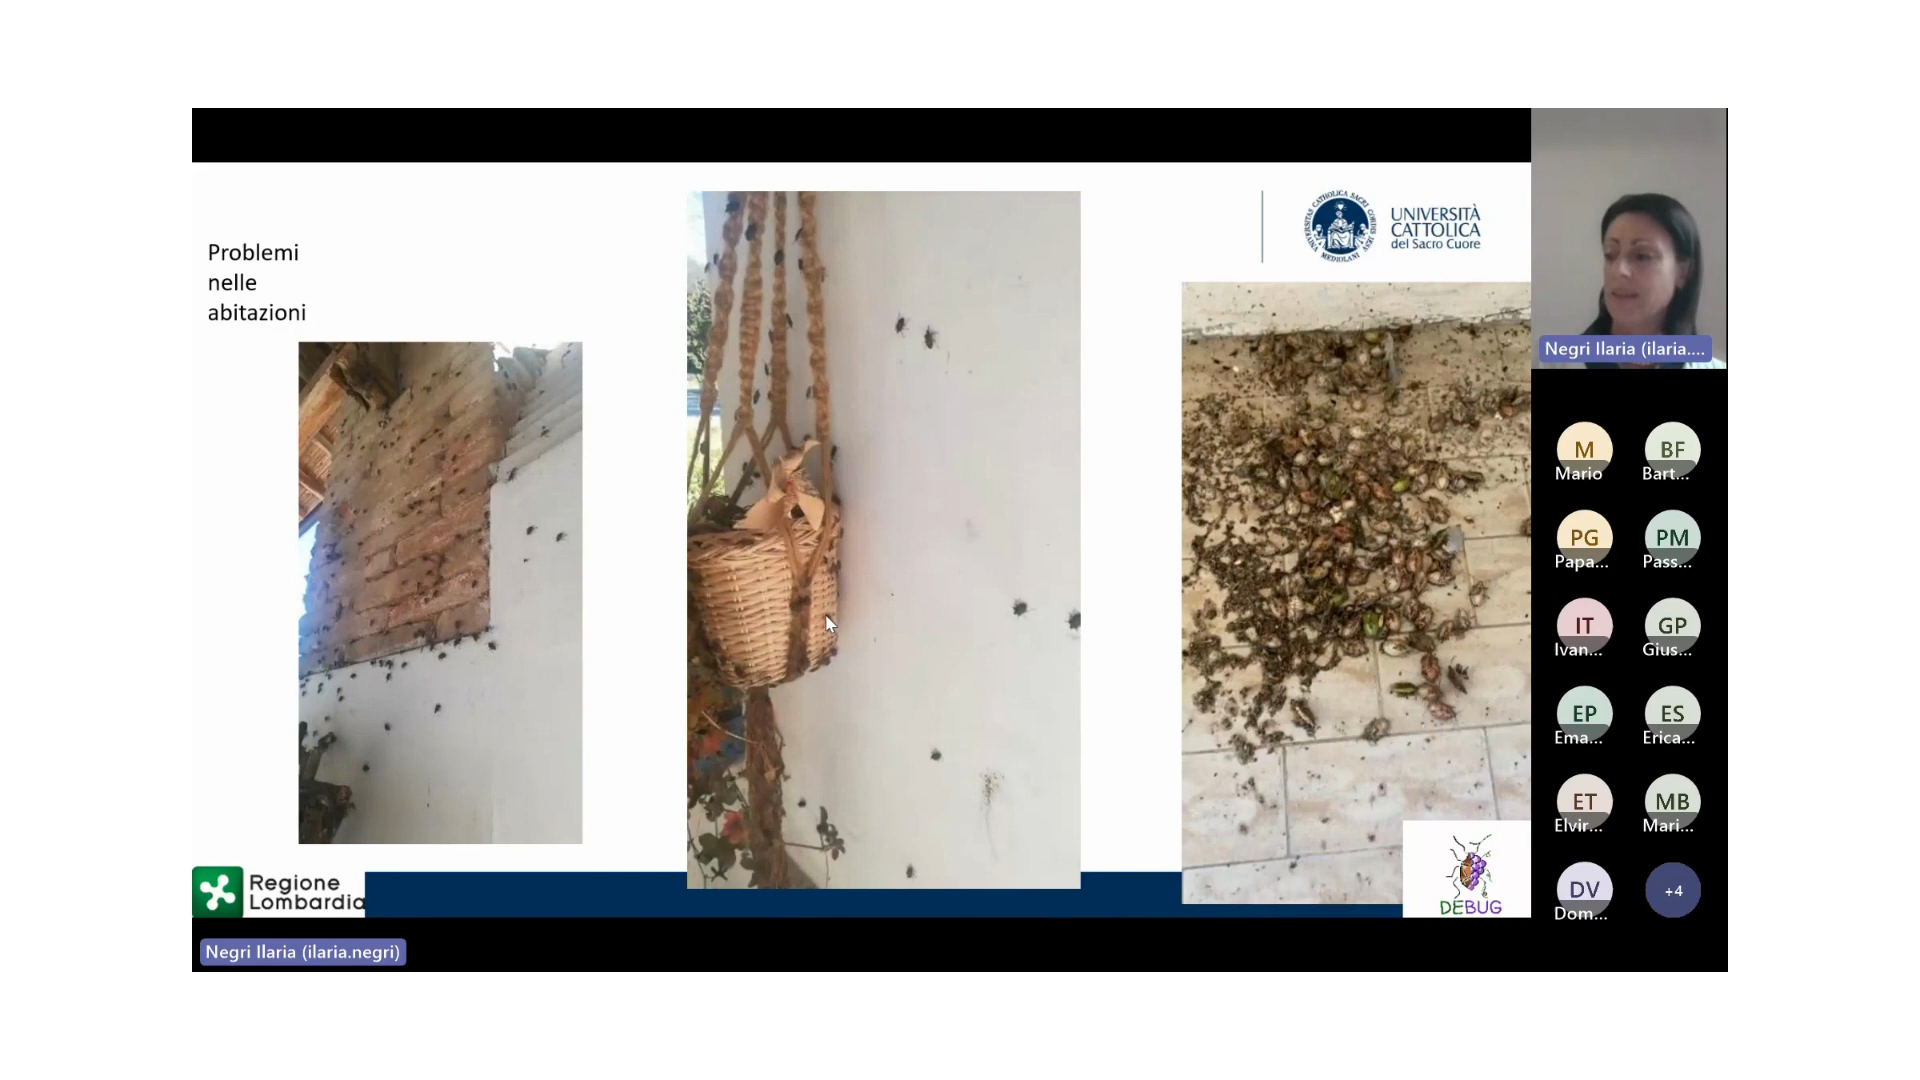 Problemi
nelle
abitazioni
UNIVERSITÀ
CATTOLICA
del Sacro Cuore
Negri Ilaria (ilaria....
M
Mario
BF
Bart...
PG
Papa...
PM
Pass...
IT
Ivan...
GP
Gius...
EP
Ema...
ES
Erica...
ET
Elvir...
MB
Mari...
DV
Dom...
+4
Regione
Lombardia
DEBUG
Negri Ilaria (ilaria.negri)